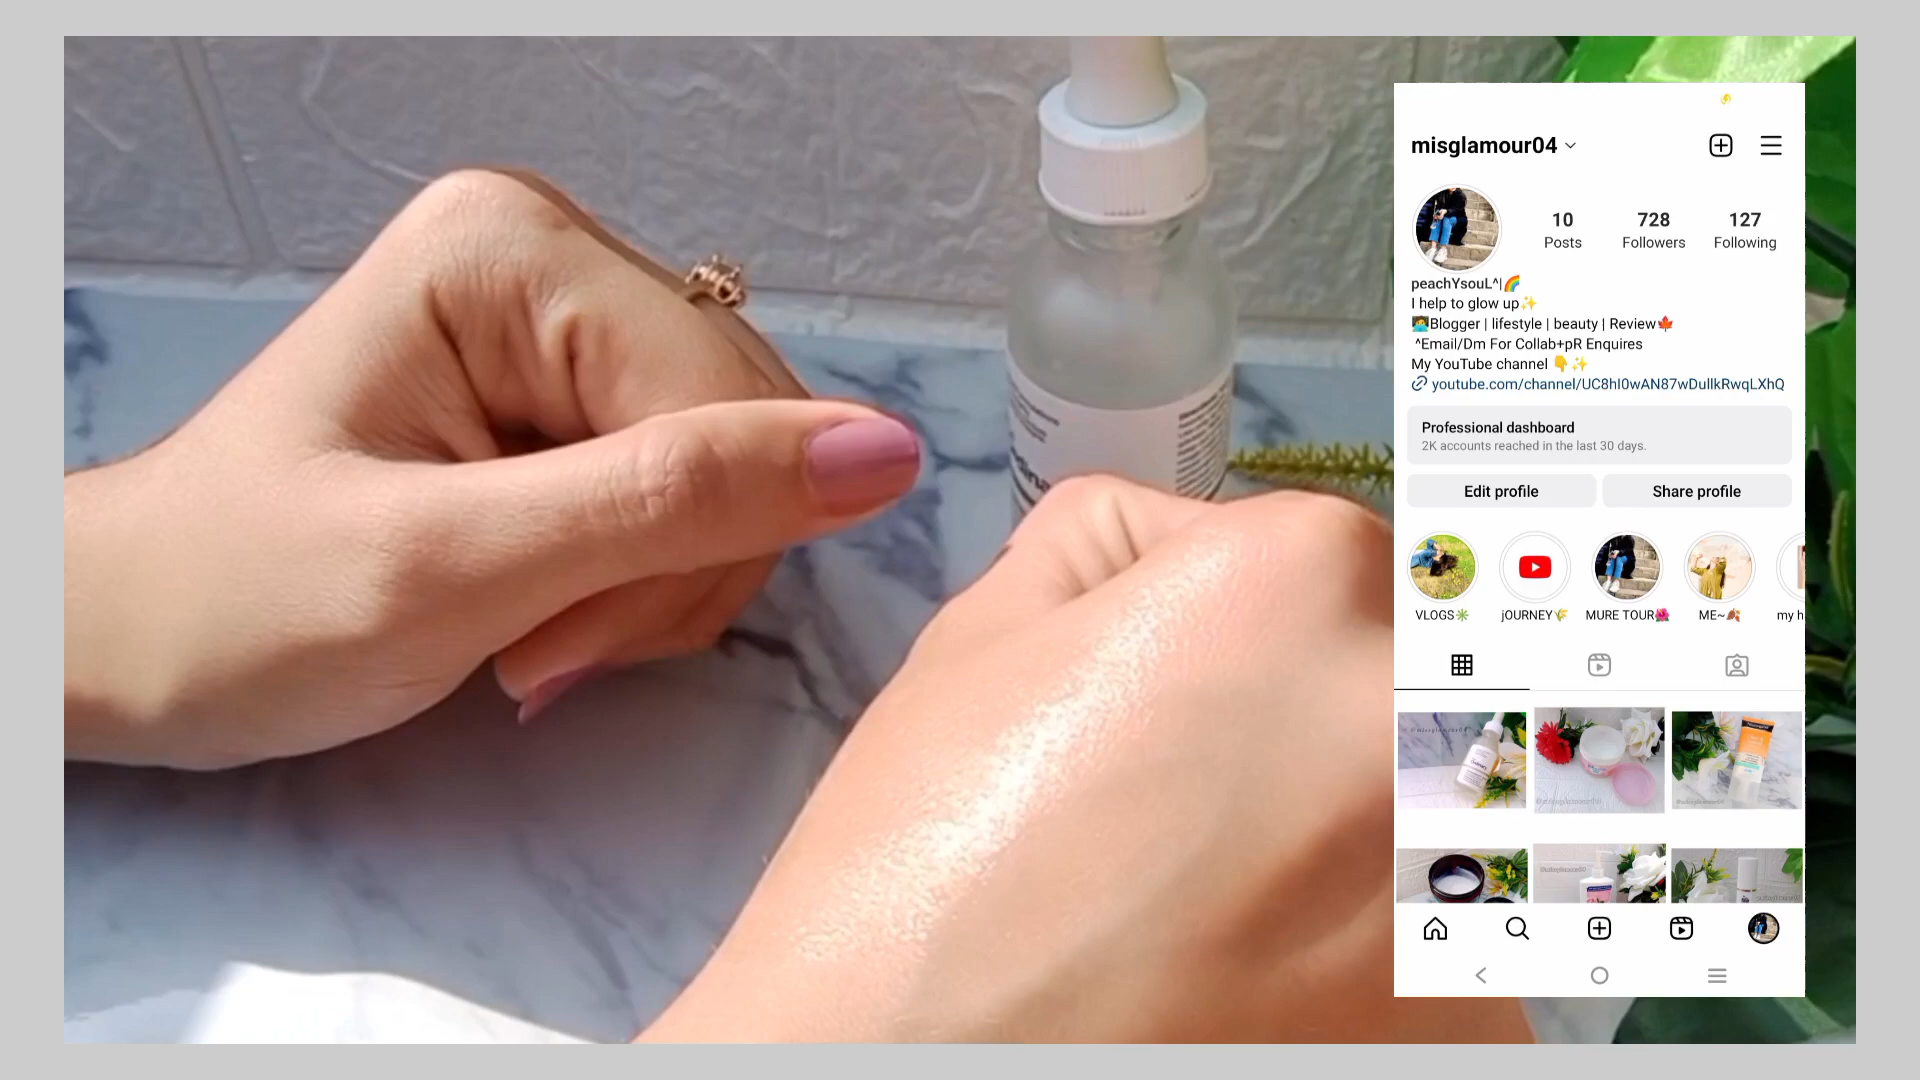 misglamour04
10
728
127
Posts
Followers
Following
peachYsouL^|🌈
I help to glow up✨
👩‍💻Blogger | lifestyle | beauty | Review🍁
^Email/Dm For Collab+pR Enquires
My YouTube channel 👇✨
youtube.com/channel/UC8hI0wAN87wDullkRwqLXhQ
Professional dashboard
2K accounts reached in the last 30 days.
Edit profile
Share profile
VLOGS✳️
jOURNEY🌾
MURE TOUR🌺
ME~🍂
my h